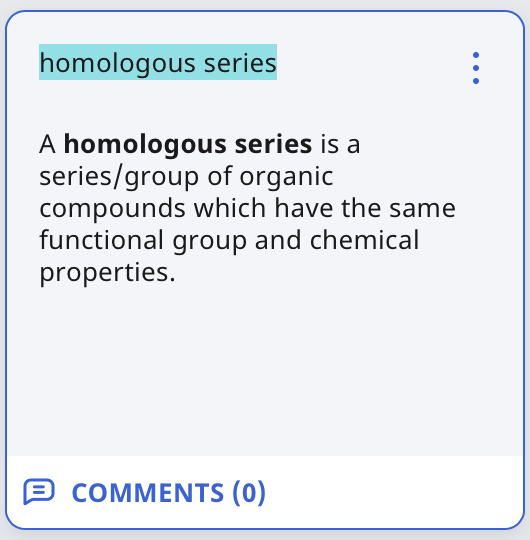 homologous series
A homologous series is a
series/group of organic
compounds which have the same
functional group and chemical
properties.
COMMENTS (0)